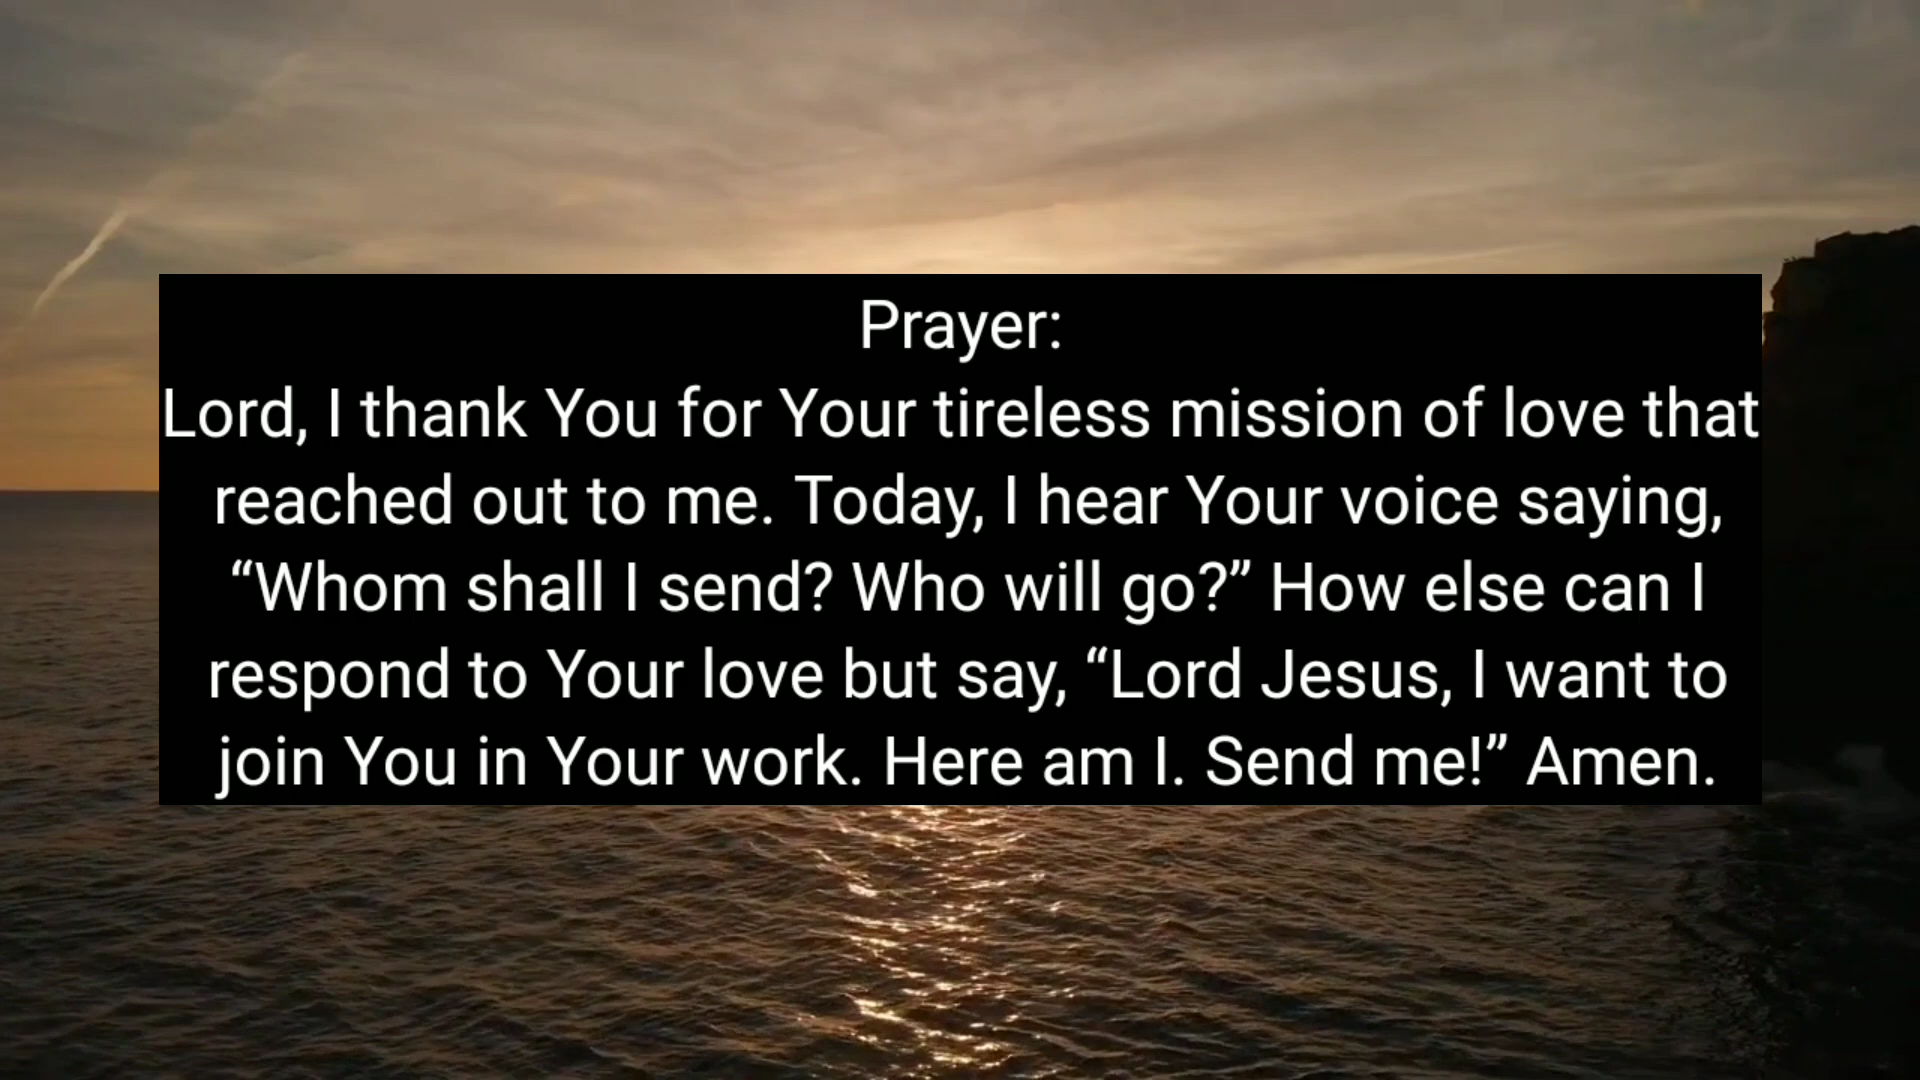 Prayer:
Lord, I thank You for Your tireless mission of love that
reached out to me. Today, I hear Your voice saying,
“Whom shall I send? Who will go?” How else can I
respond to Your love but say, “Lord Jesus, I want to
join You in Your work. Here am I. Send me!” Amen.